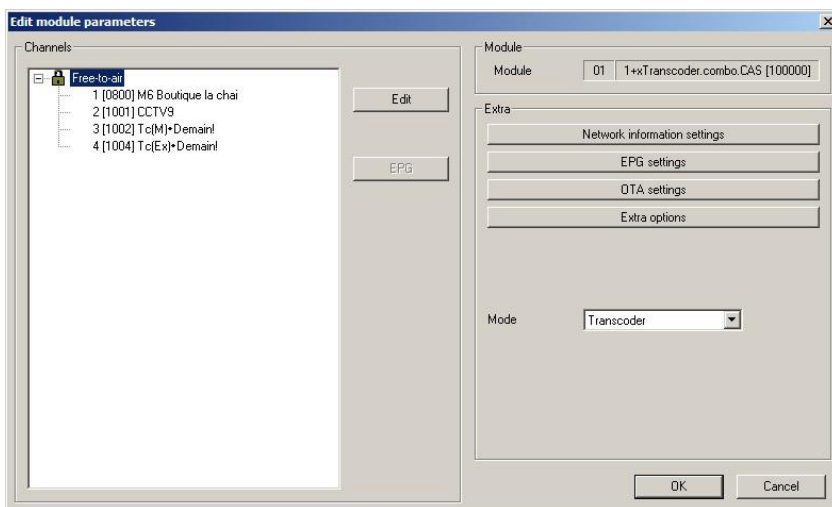 Edit module parameters
Channels
Free-to-air
1 [0800] M6 Boutique la chai
2 [1001] CCTV9
3 [1002] Tc(M)•Demain!
4 [1004] Tc(Ex)•Demain!
Edit
EPG
Module
Module 01 1+xTranscoder.combo.CAS [100000]
Extra
Network information settings
EPG settings
OTA settings
Extra options
Mode Transcoder
OK Cancel